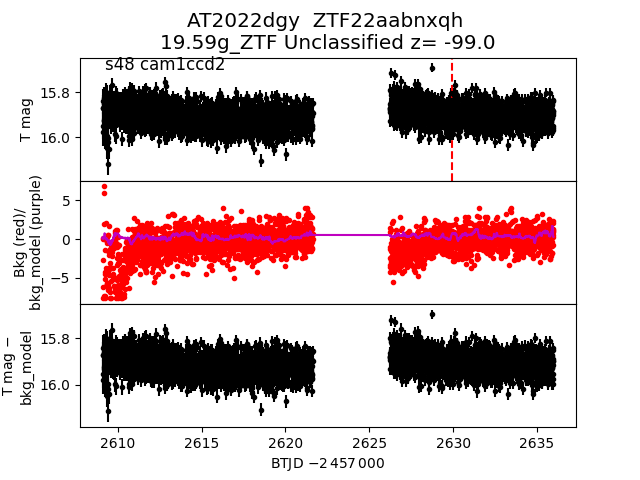 AT2022dgy  ZTF22aabnxqh
19.59g_ZTF Unclassified z= -99.0
s48 cam1ccd2
15.8
16.0
T mag
5
0
−5
Bkg (red)/
bkg_model (purple)
15.8
16.0
T mag −
bkg_model
2610
2615
2620
2625
2630
2635
BTJD −2 457 000